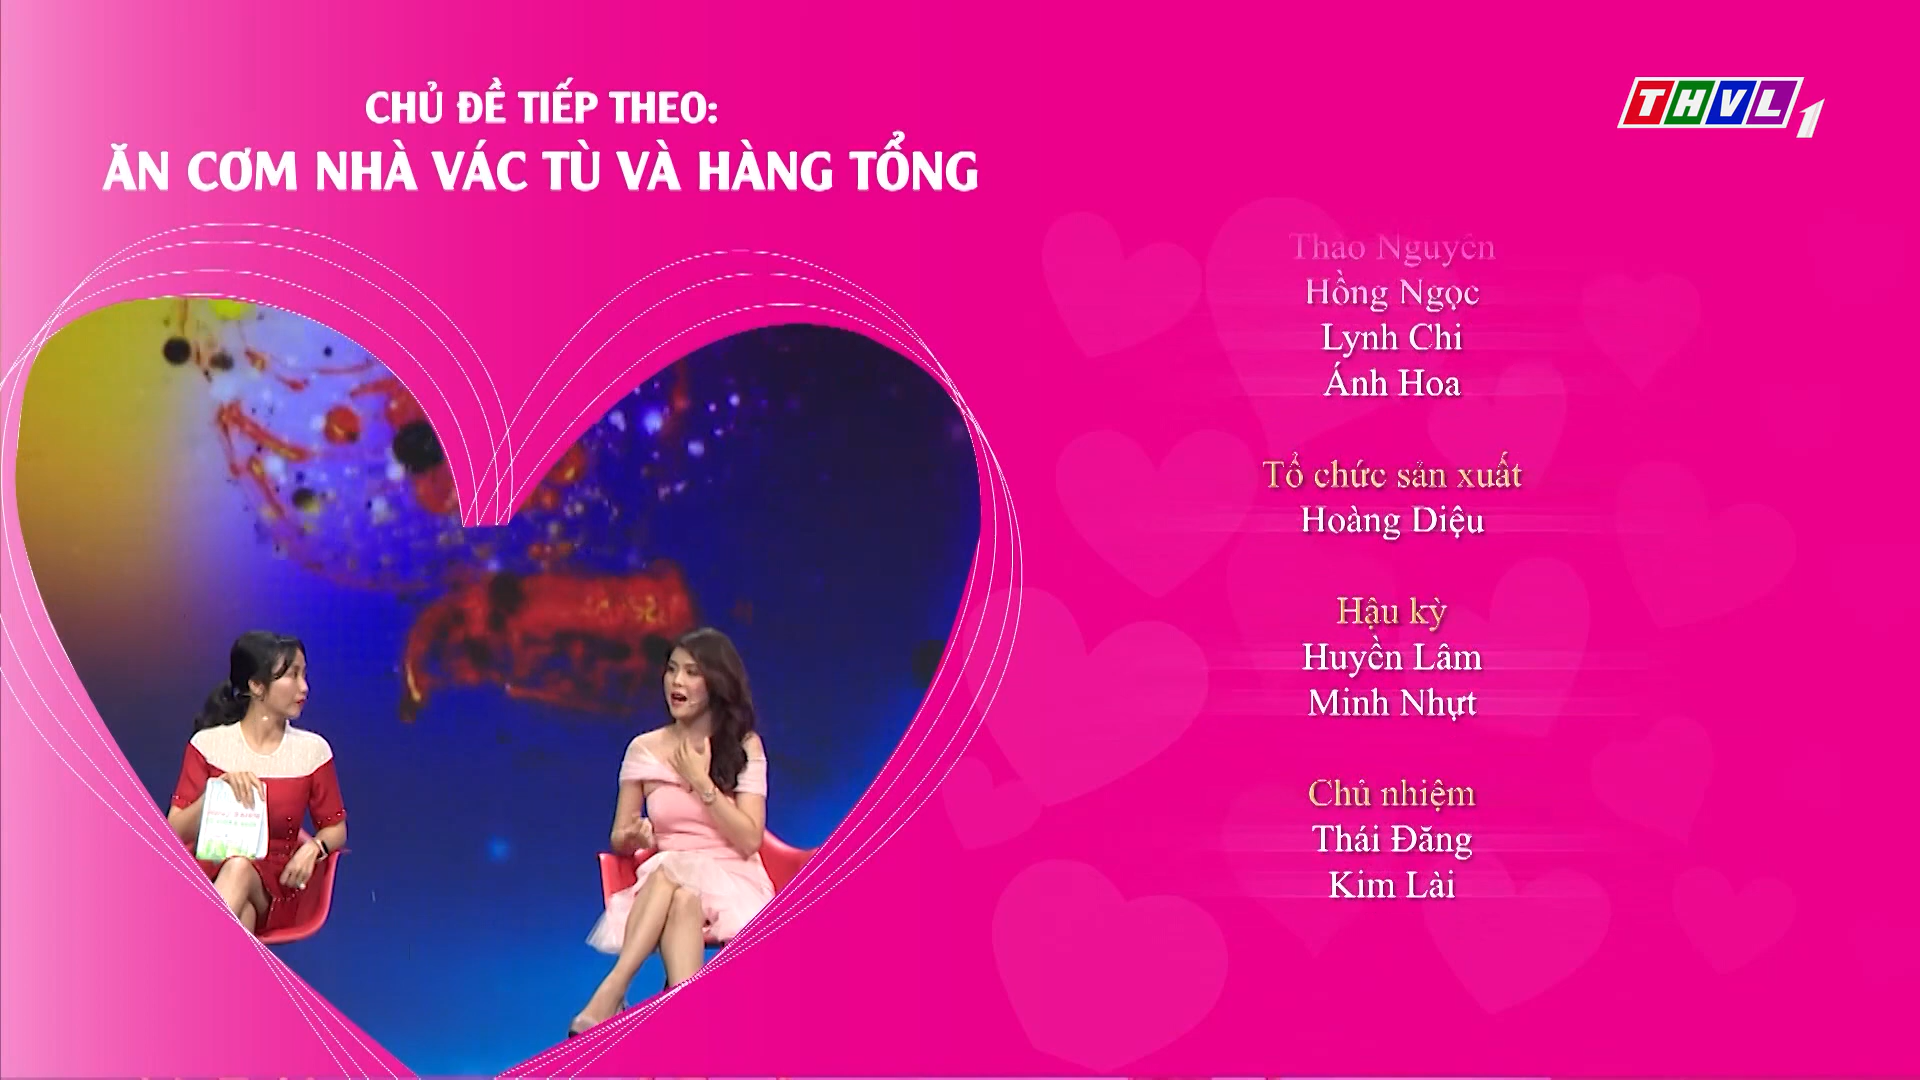 CHỦ ĐỀ TIẾP THEO:
ĂN CƠM NHÀ VÁC TÙ VÀ HÀNG TỔNG
THVL1
Thảo Nguyên
Hồng Ngọc
Lynh Chi
Ánh Hoa
Tổ chức sản xuất
Hoàng Diệu
Hậu kỳ
Huyền Lâm
Minh Nhựt
Chủ nhiệm
Thái Đăng
Kim Lài